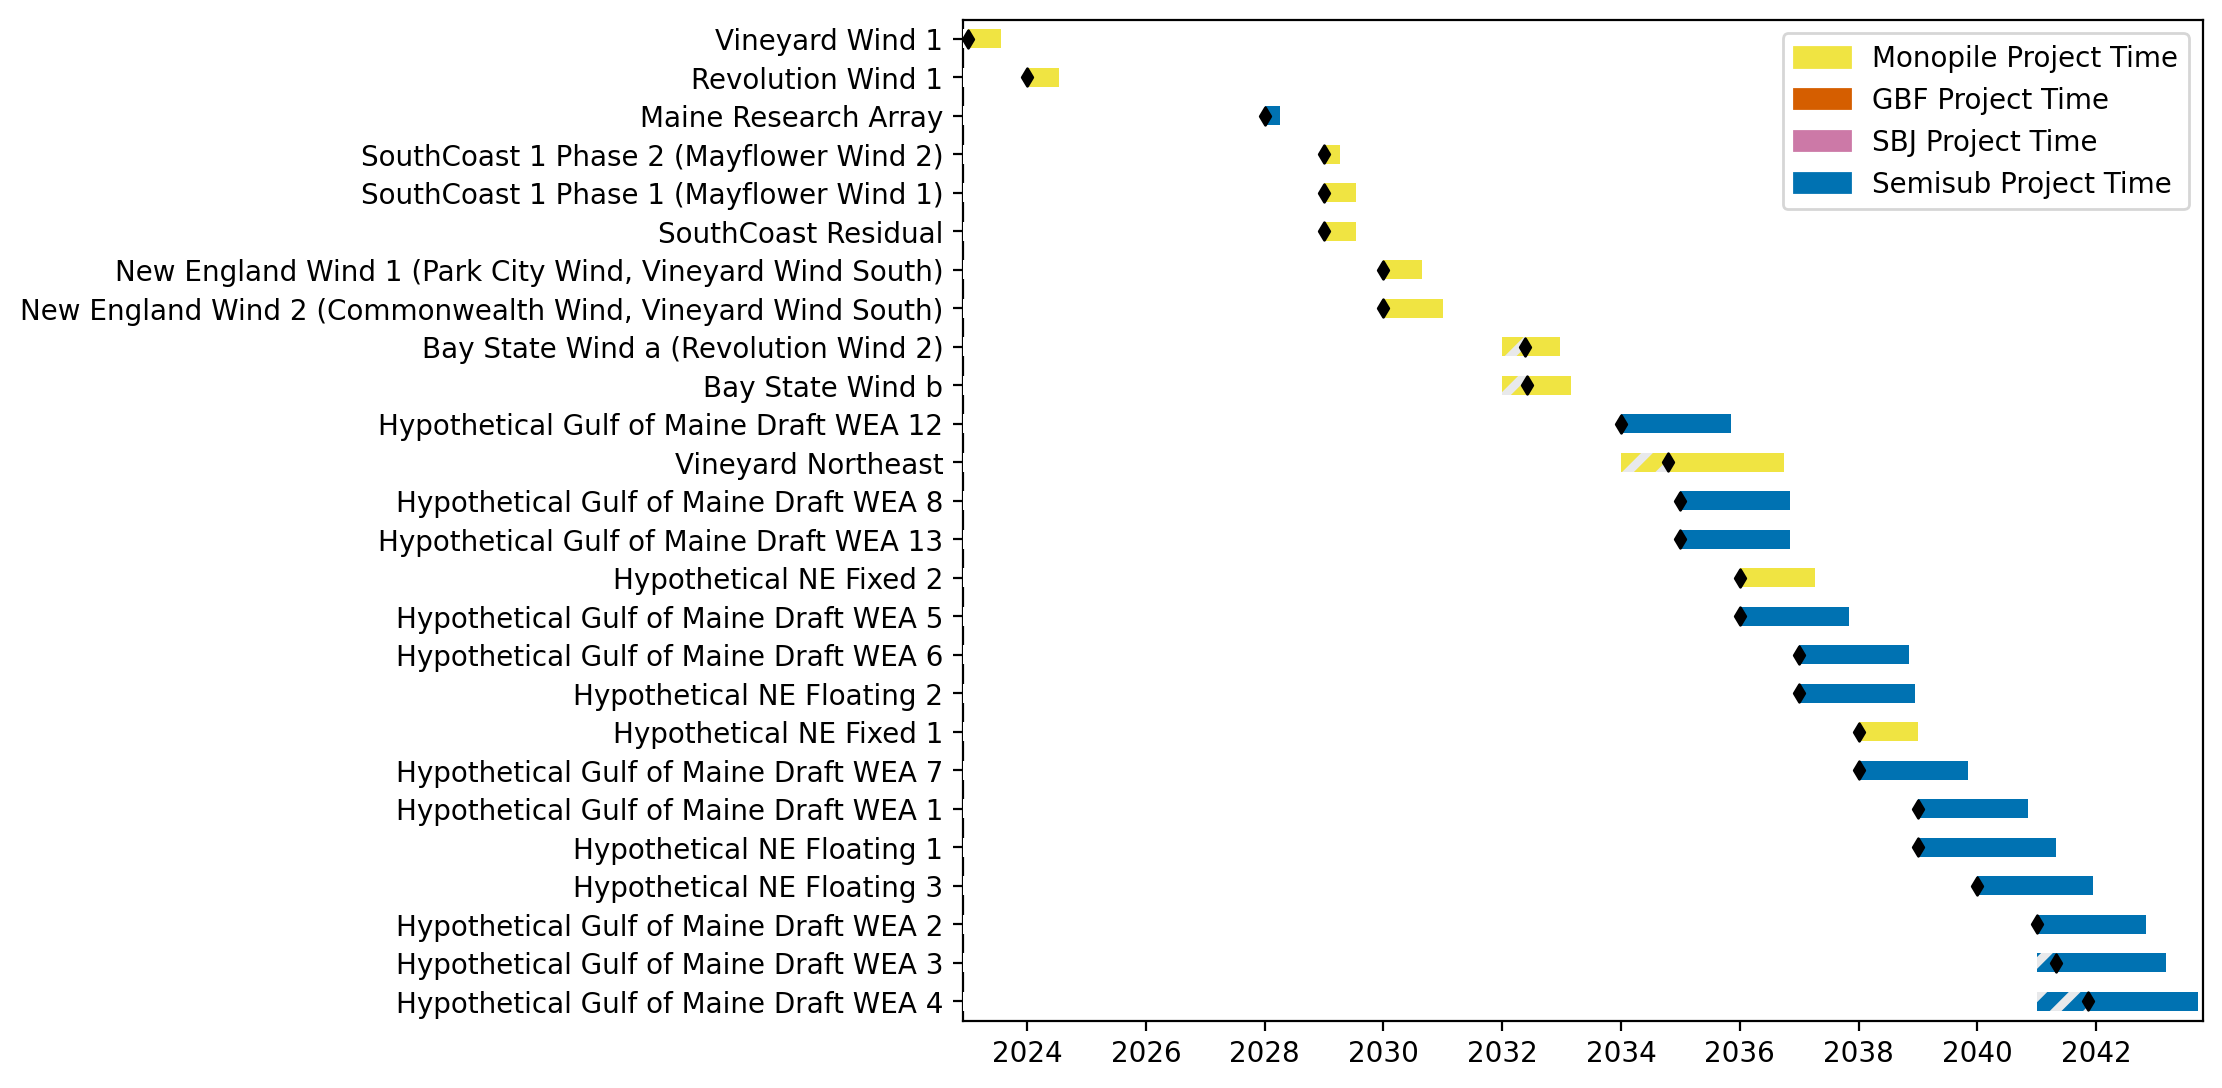 Vineyard Wind 1
Revolution Wind 1
Maine Research Array
SouthCoast 1 Phase 2 (Mayflower Wind 2)
SouthCoast 1 Phase 1 (Mayflower Wind 1)
SouthCoast Residual
New England Wind 1 (Park City Wind, Vineyard Wind South)
New England Wind 2 (Commonwealth Wind, Vineyard Wind South)
Bay State Wind a (Revolution Wind 2)
Bay State Wind b
Hypothetical Gulf of Maine Draft WEA 12
Vineyard Northeast
Hypothetical Gulf of Maine Draft WEA 8
Hypothetical Gulf of Maine Draft WEA 13
Hypothetical NE Fixed 2
Hypothetical Gulf of Maine Draft WEA 5
Hypothetical Gulf of Maine Draft WEA 6
Hypothetical NE Floating 2
Hypothetical NE Fixed 1
Hypothetical Gulf of Maine Draft WEA 7
Hypothetical Gulf of Maine Draft WEA 1
Hypothetical NE Floating 1
Hypothetical NE Floating 3
Hypothetical Gulf of Maine Draft WEA 2
Hypothetical Gulf of Maine Draft WEA 3
Hypothetical Gulf of Maine Draft WEA 4
Monopile Project Time
GBF Project Time
SBJ Project Time
Semisub Project Time
2024 2026 2028 2030 2032 2034 2036 2038 2040 2042